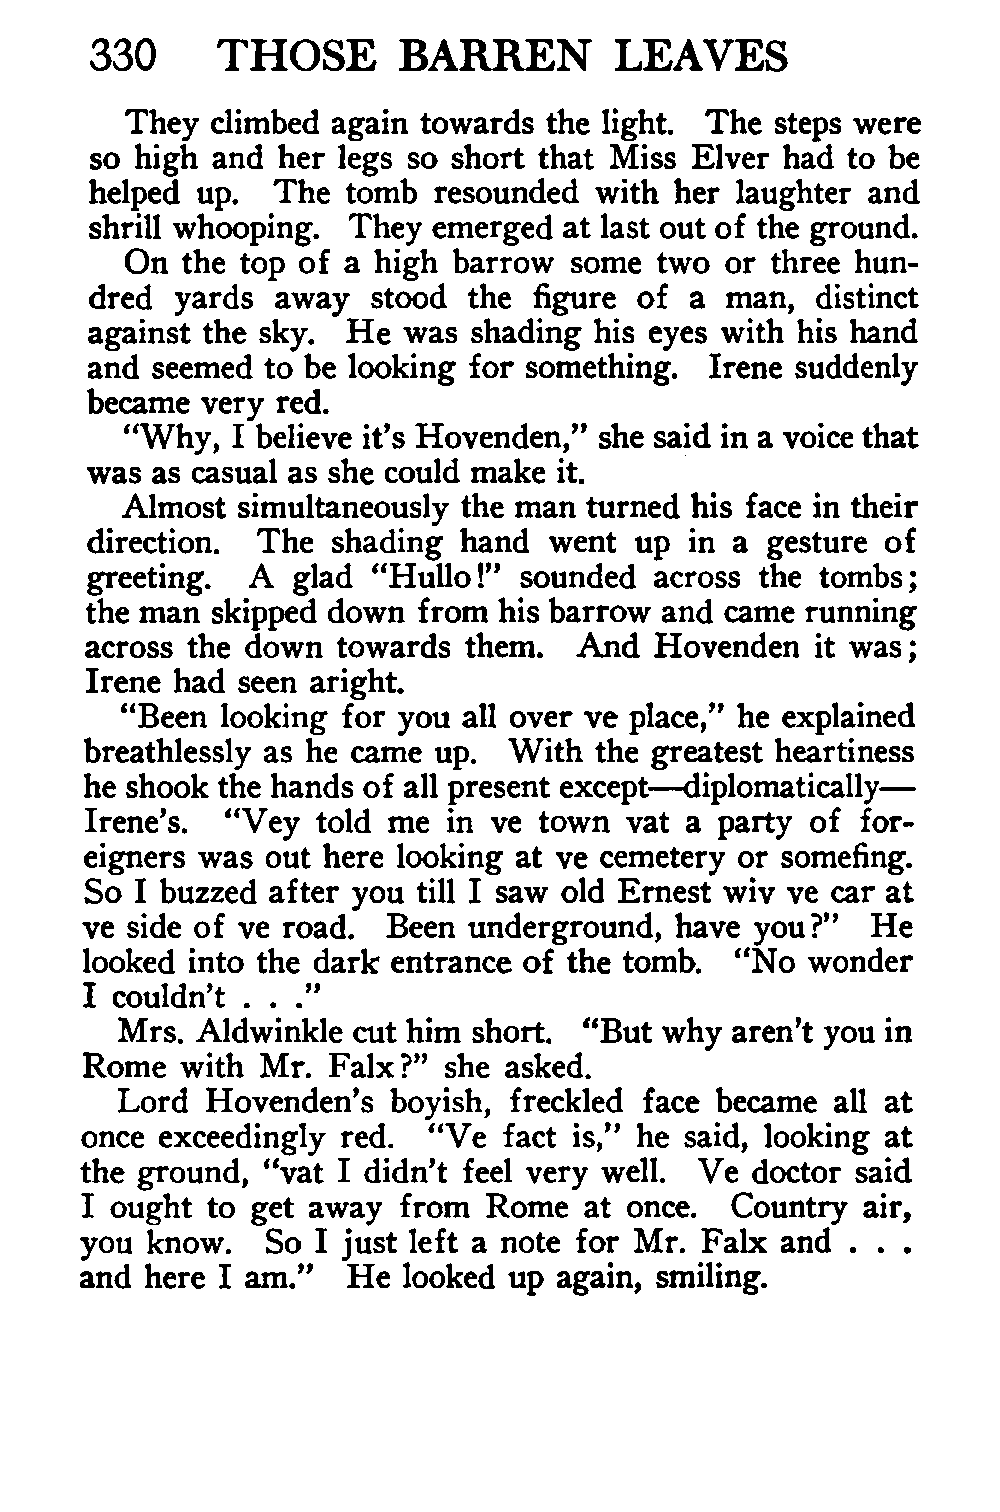 330 THOSE BARREN LEAVES
They climbed again towards the light. The steps were
so high and her legs so short that Miss Elver had to be
helped up. The tomb resounded with her laughter and
shrill whooping. They emerged at last out of the ground.
On the top of a high barrow some two or three hun-
dred yards away stood the figure of a man, distinct
against the sky. He was shading his eyes with his hand
and seemed to be looking for something. Irene suddenly
became very red.
“Why, I believe it’s Hovenden,” she said in a voice that
was as casual as she could make it.
Almost simultaneously the man turned his face in their
direction. The shading hand went up in a gesture of
greeting. A glad “Hullo!” sounded across the tombs;
the man skipped down from his barrow and came running
across the down towards them. And Hovenden it was;
Irene had seen aright.
“Been looking for you all over ve place,” he explained
breathlessly as he came up. With the greatest heartiness
he shook the hands of all present except—diplomatically—
Irene’s. “Vey told me in ve town vat a party of for-
eigners was out here looking at ve cemetery or somefing.
So I buzzed after you till I saw old Ernest wiv ve car at
ve side of ve road. Been underground, have you?” He
looked into the dark entrance of the tomb. “No wonder
I couldn’t . . .”
Mrs. Aldwinkle cut him short. “But why aren’t you in
Rome with Mr. Falx?” she asked.
Lord Hovenden’s boyish, freckled face became all at
once exceedingly red. “Ve fact is,” he said, looking at
the ground, “vat I didn’t feel very well. Ve doctor said
I ought to get away from Rome at once. Country air,
you know. So I just left a note for Mr. Falx and . . .
and here I am.” He looked up again, smiling.